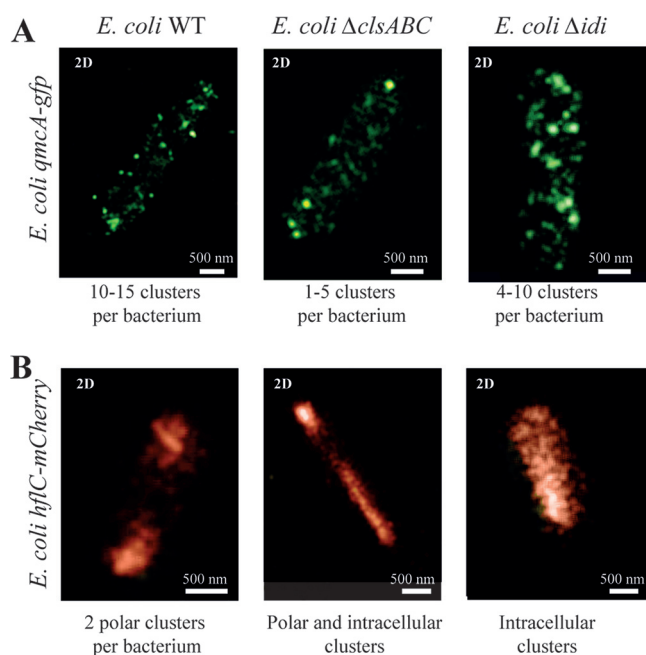 A
E. coli WT
E. coli ΔclsABC
E. coli Δidi
E. coli qmcA-gfp
2D
500 nm
2D
500 nm
2D
500 nm
10-15 clusters
per bacterium
1-5 clusters
per bacterium
4-10 clusters
per bacterium
B
E. coli hflC-mCherry
2D
500 nm
2D
500 nm
2D
500 nm
2 polar clusters
per bacterium
Polar and intracellular
clusters
Intracellular
clusters